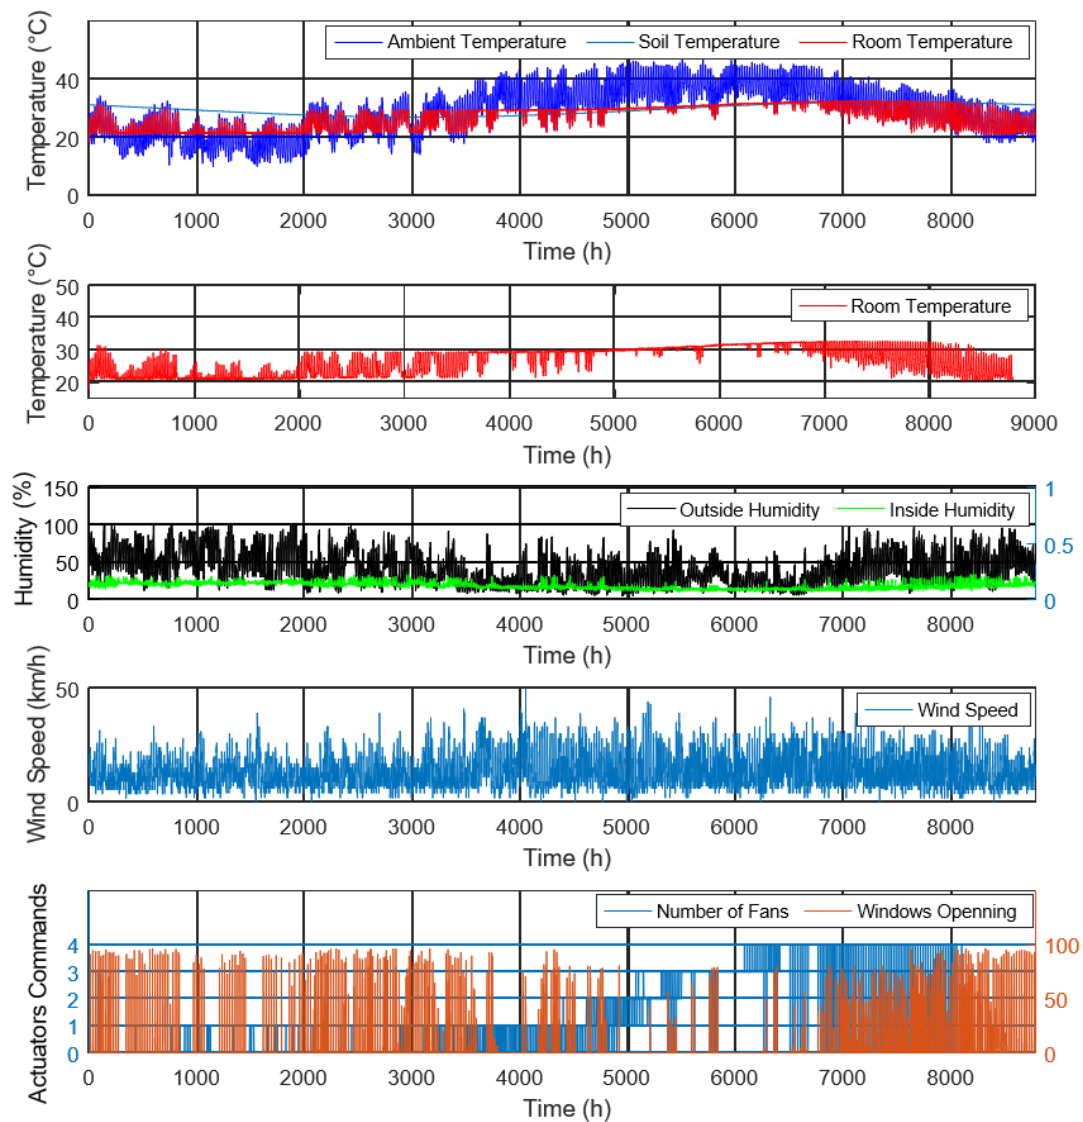 Temperature (°C)
Ambient Temperature Soil Temperature Room Temperature
40
20
0
0 1000 2000 3000 4000 5000 6000 7000 8000
Time (h)
Temperature (°C)
Room Temperature
50
40
30
20
0 1000 2000 3000 4000 5000 6000 7000 8000 9000
Time (h)
Humidity (%)
Outside Humidity Inside Humidity
150 1
100
0.5
50
0 0
0 1000 2000 3000 4000 5000 6000 7000 8000
Time (h)
Wind Speed (km/h)
Wind Speed
50
0
0 1000 2000 3000 4000 5000 6000 7000 8000
Time (h)
Actuators Commands
Number of Fans Windows Openning
4 100
3
2 50
1
0 0
0 1000 2000 3000 4000 5000 6000 7000 8000
Time (h)